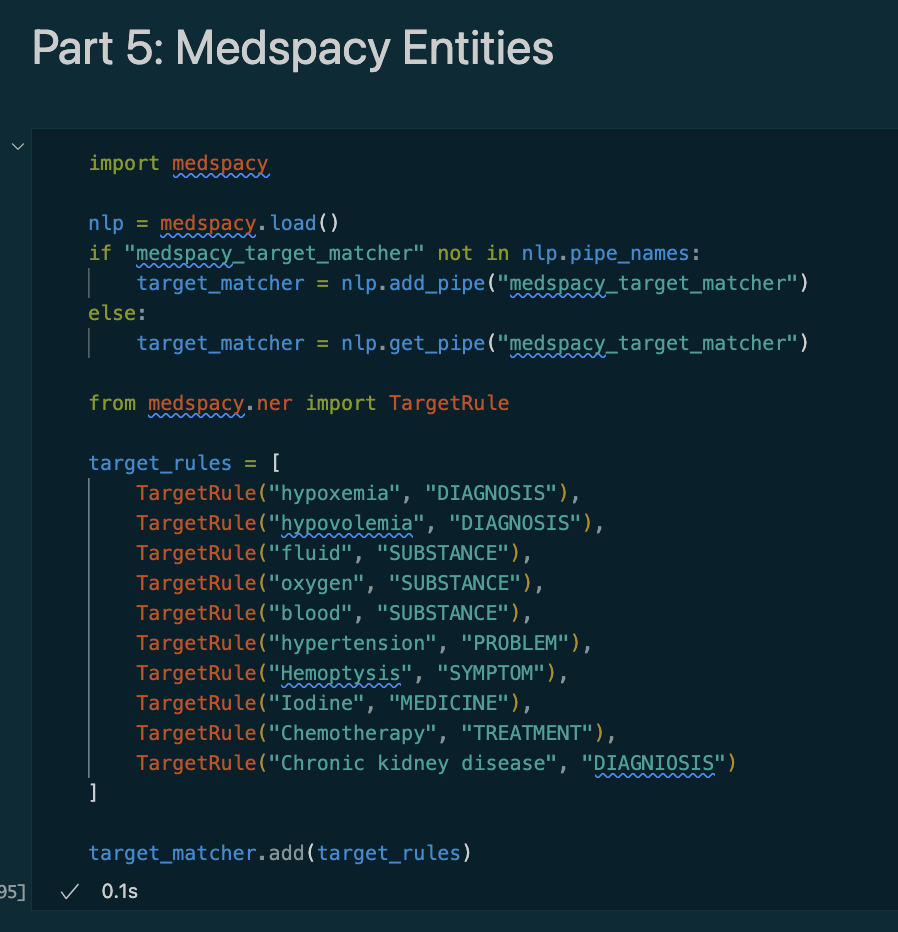 Part 5: Medspacy Entities
import medspacy
nlp = medspacy.load()
if "medspacy_target_matcher" not in nlp.pipe_names:
    target_matcher = nlp.add_pipe("medspacy_target_matcher")
else:
    target_matcher = nlp.get_pipe("medspacy_target_matcher")
from medspacy.ner import TargetRule
target_rules = [
    TargetRule("hypoxemia", "DIAGNOSIS"),
    TargetRule("hypovolemia", "DIAGNOSIS"),
    TargetRule("fluid", "SUBSTANCE"),
    TargetRule("oxygen", "SUBSTANCE"),
    TargetRule("blood", "SUBSTANCE"),
    TargetRule("hypertension", "PROBLEM"),
    TargetRule("Hemoptysis", "SYMPTOM"),
    TargetRule("Iodine", "MEDICINE"),
    TargetRule("Chemotherapy", "TREATMENT"),
    TargetRule("Chronic kidney disease", "DIAGNIOSIS")
]
target_matcher.add(target_rules)
95] ✓ 0.1s